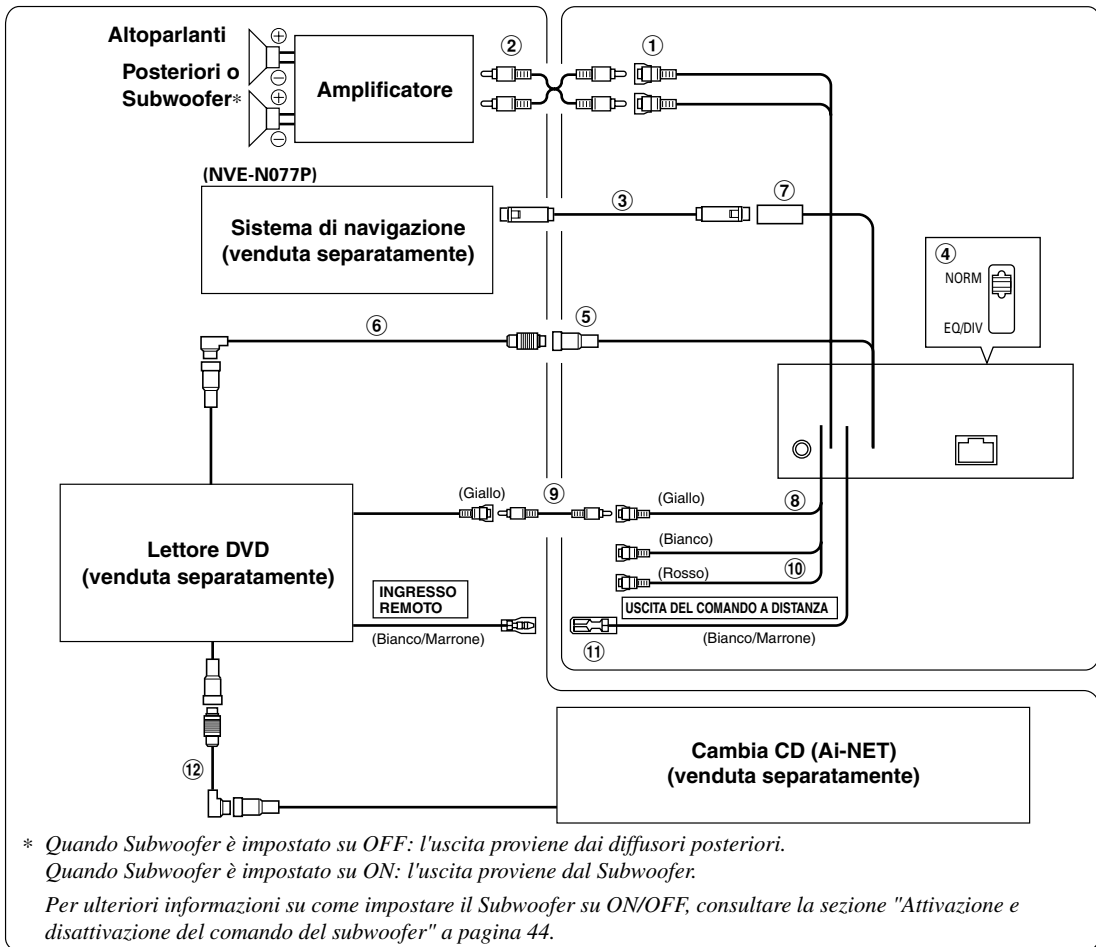 Altoparlanti
Posteriori o
Subwoofer*
⊕
⊖
⊕
⊖
Amplificatore
②
①
(NVE-N077P)
Sistema di navigazione
(venduta separatamente)
③
⑦
④
NORM
EQ/DIV
⑥
⑤
Lettore DVD
(venduta separatamente)
(Giallo)
⑨
(Giallo)
⑧
(Bianco)
(Rosso)
⑩
INGRESSO
REMOTO
(Bianco/Marrone)
USCITA DEL COMANDO A DISTANZA
(Bianco/Marrone)
⑪
⑫
Cambia CD (Ai-NET)
(venduta separatamente)
* Quando Subwoofer è impostato su OFF: l'uscita proviene dai diffusori posteriori.
Quando Subwoofer è impostato su ON: l'uscita proviene dal Subwoofer.
Per ulteriori informazioni su come impostare il Subwoofer su ON/OFF, consultare la sezione "Attivazione e
disattivazione del comando del subwoofer" a pagina 44.